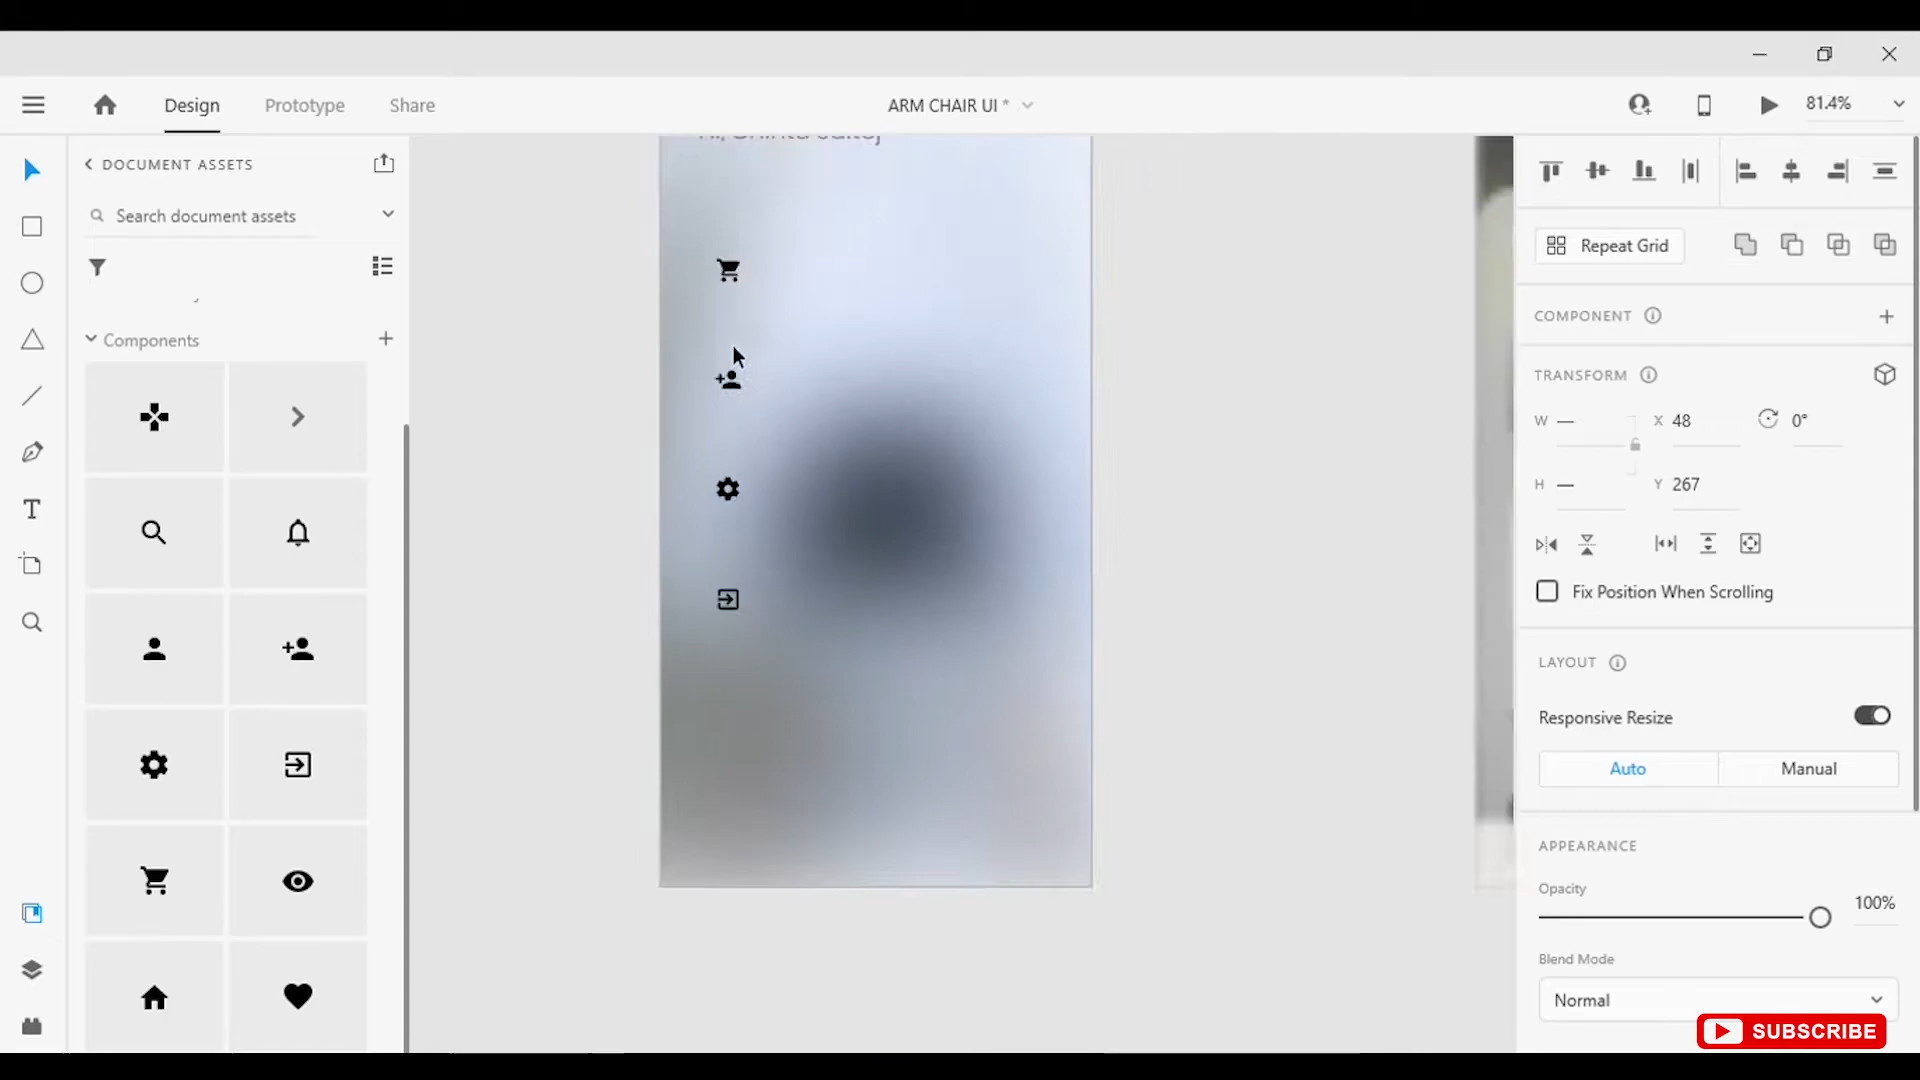 Design
Prototype
Share
ARM CHAIR UI *
81.4%
DOCUMENT ASSETS
Search document assets
Components
Repeat Grid
COMPONENT
TRANSFORM
W —
X 48
0°
H —
Y 267
Fix Position When Scrolling
LAYOUT
Responsive Resize
Auto
Manual
APPEARANCE
Opacity
100%
Blend Mode
Normal
SUBSCRIBE